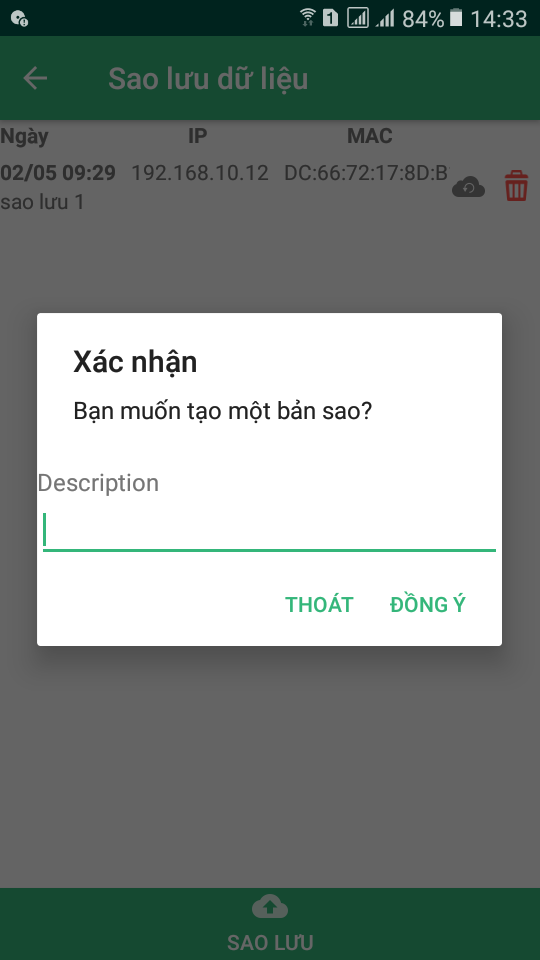 1 84% 14:33
Sao lưu dữ liệu
Ngày IP MAC
02/05 09:29 192.168.10.12 DC:66:72:17:8D:B
sao lưu 1
Xác nhận
Bạn muốn tạo một bản sao?
Description
THOÁT ĐỒNG Ý
SAO LƯU